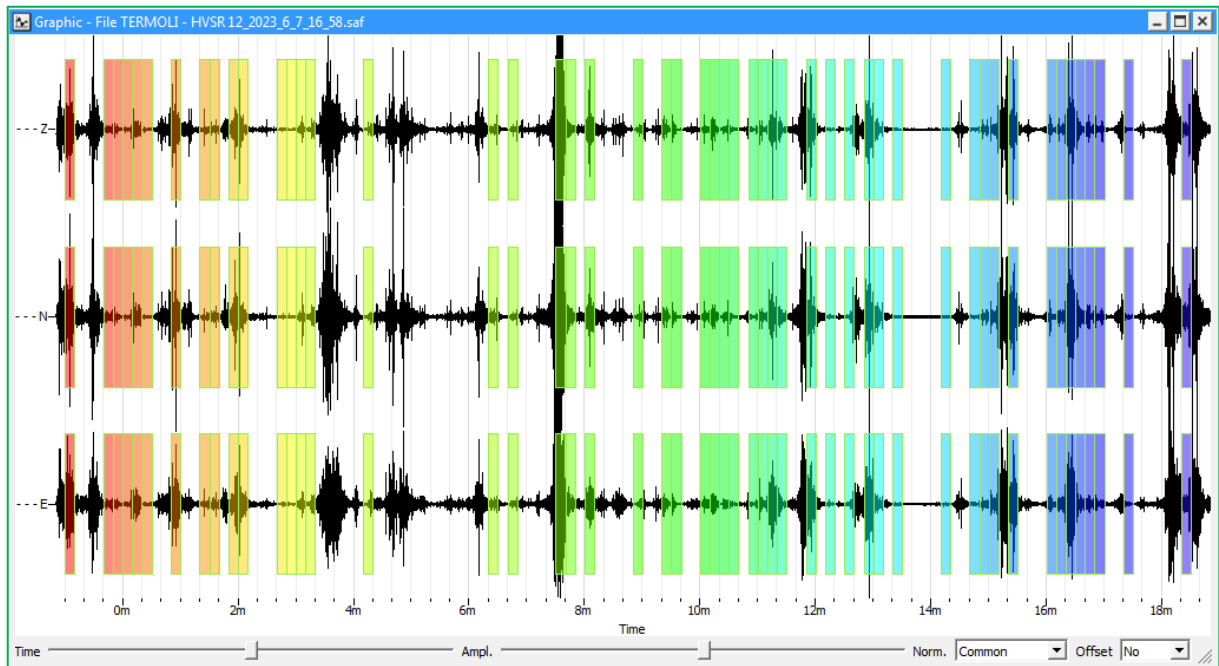 Graphic - File TERMOLI - HVSR 12_2023_6_7_16_58.saf
---Z-
---N-
---E-
0m 2m 4m 6m 8m 10m 12m 14m 16m 18m
Time
Time Ampl. Norm. Common Offset No